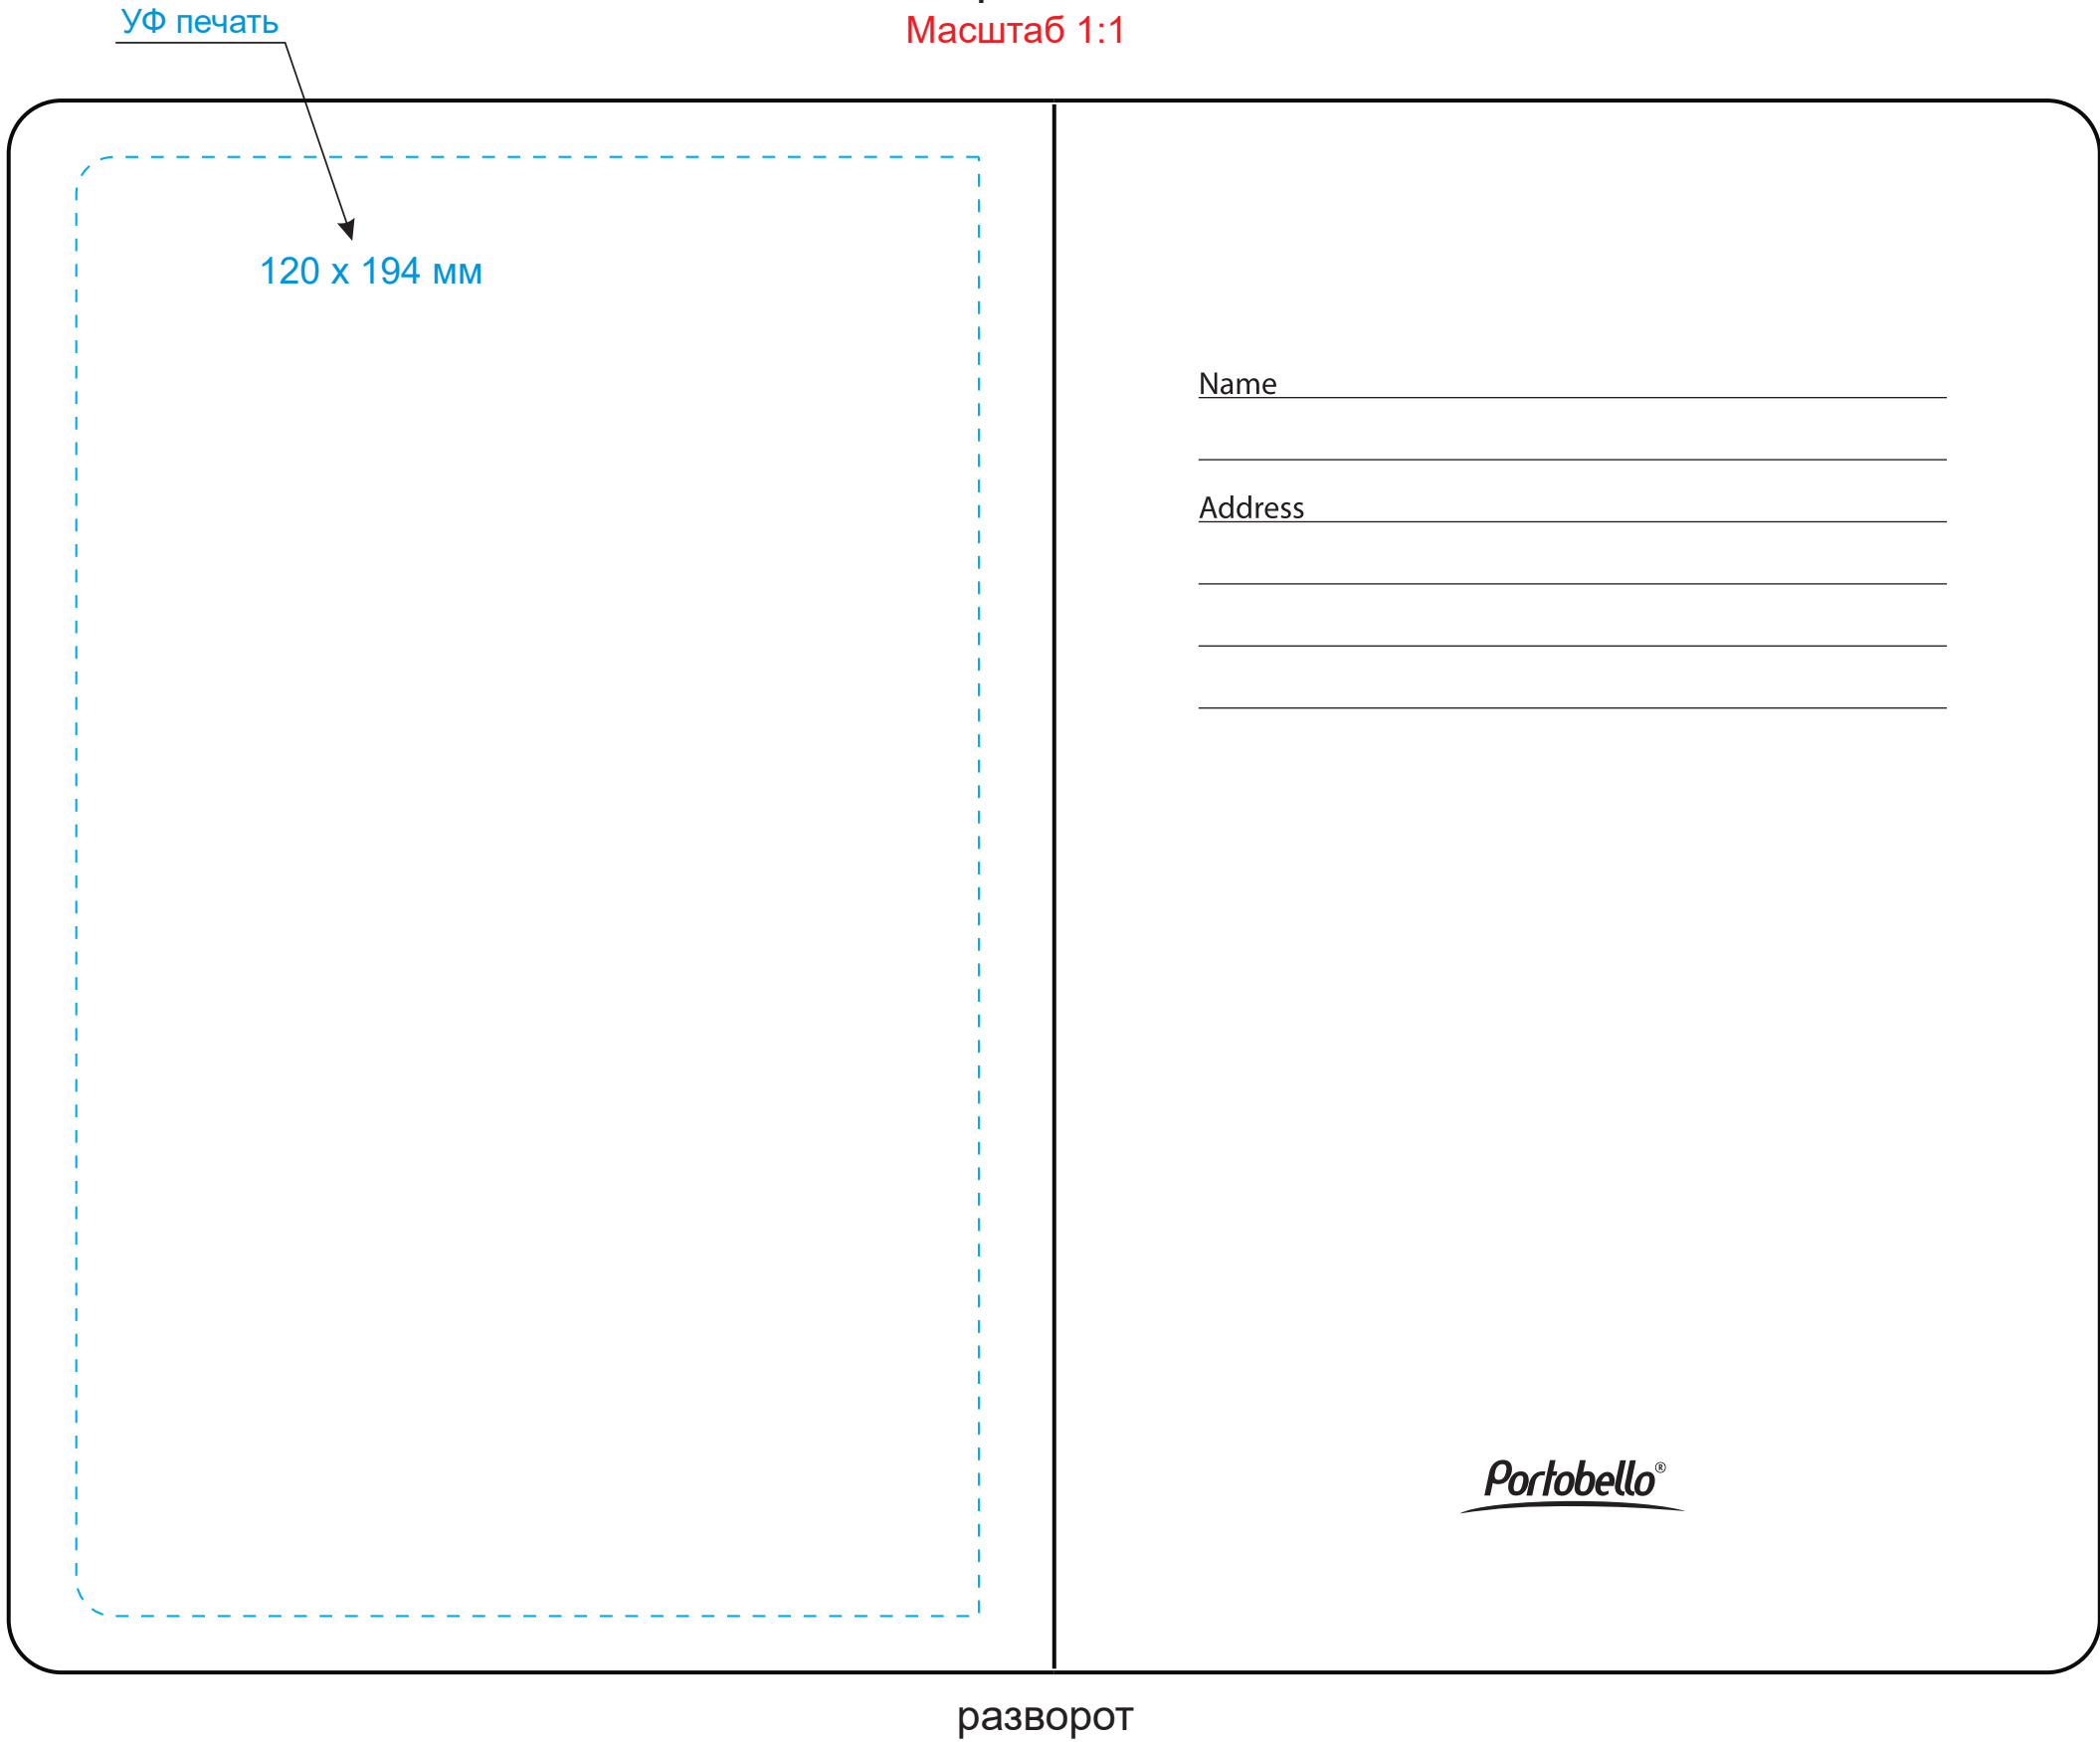 УФ печать
Масштаб 1:1
120 х 194 мм
Name
Address
Portobello®
разворот